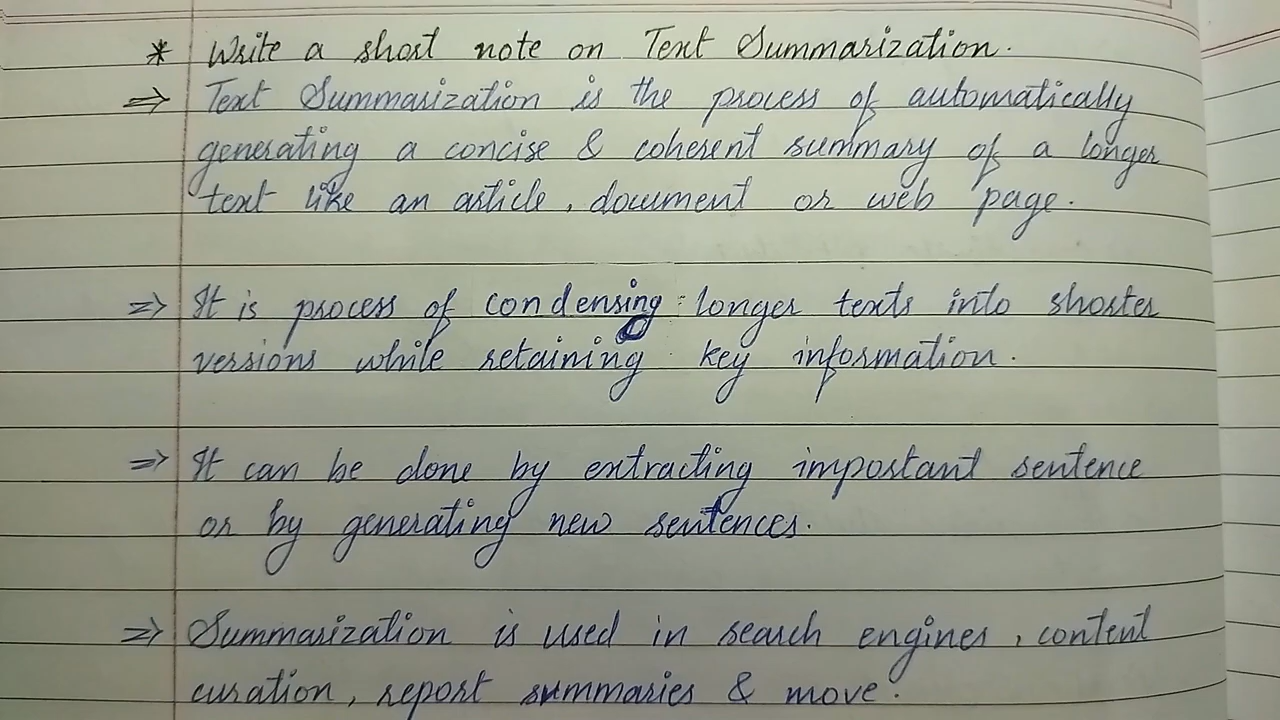 * Write a short note on Text Summarization.
⇒ Text Summarization is the process of automatically
generating a concise & coherent summary of a longer
text like an article, document or web page.
⇒ It is process of condensing longer texts into shorter
versions while retaining key information.
⇒ It can be done by extracting important sentence
or by generating new sentences.
⇒ Summarization is used in search engines, content
curation, report summaries & move.